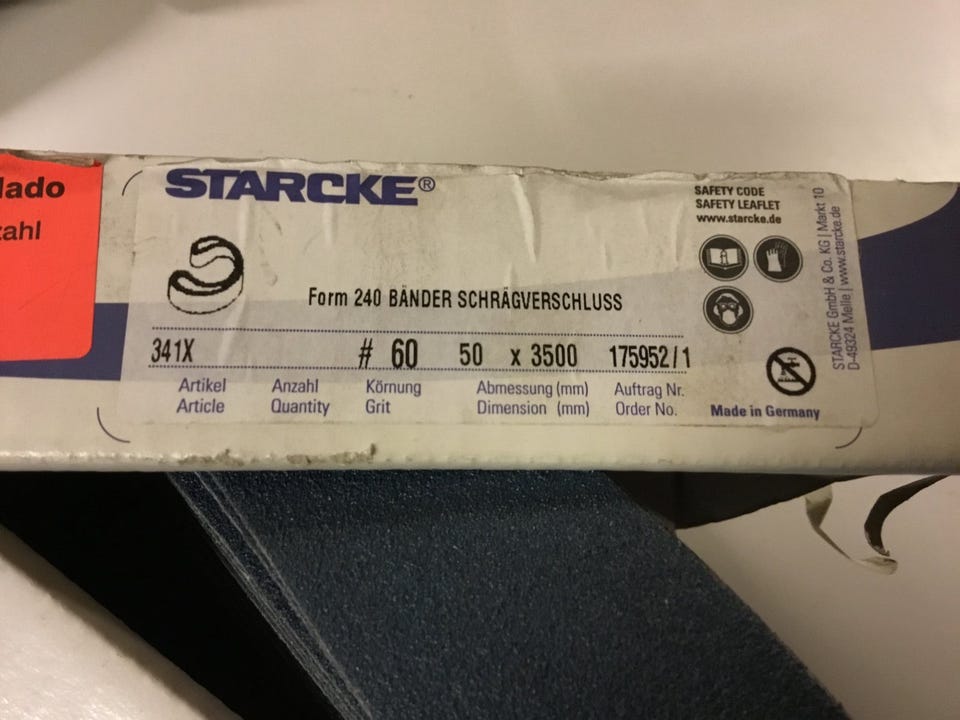 STARCKE®
SAFETY CODE
SAFETY LEAFLET
www.starcke.de
Form 240 BÄNDER SCHRÄGVERSCHLUSS
341X # 60 50 x 3500 175952/1
Artikel Anzahl Körnung Abmessung (mm) Auftrag Nr.
Article Quantity Grit Dimension (mm) Order No.
Made in Germany
STARCKE GmbH & Co. KG | Markt 10
D-49324 Melle | www.starcke.de